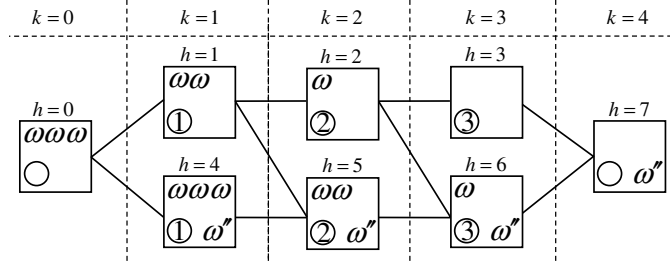 k=0 k=1 k=2 k=3 k=4
h=1 h=2 h=3
ωω ω
① ② ③
h=0 h=7
ωωω
ω″
h=4 h=5 h=6
ωωω ωω ω
① ω″ ② ω″ ③ ω″